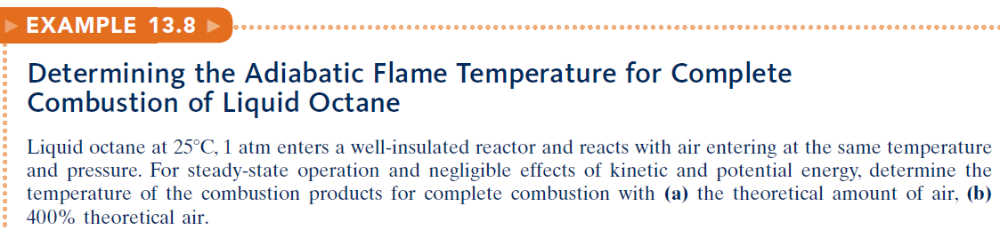 EXAMPLE 13.8
Determining the Adiabatic Flame Temperature for Complete
Combustion of Liquid Octane
Liquid octane at 25°C, 1 atm enters a well-insulated reactor and reacts with air entering at the same temperature
and pressure. For steady-state operation and negligible effects of kinetic and potential energy, determine the
temperature of the combustion products for complete combustion with (a) the theoretical amount of air, (b)
400% theoretical air.